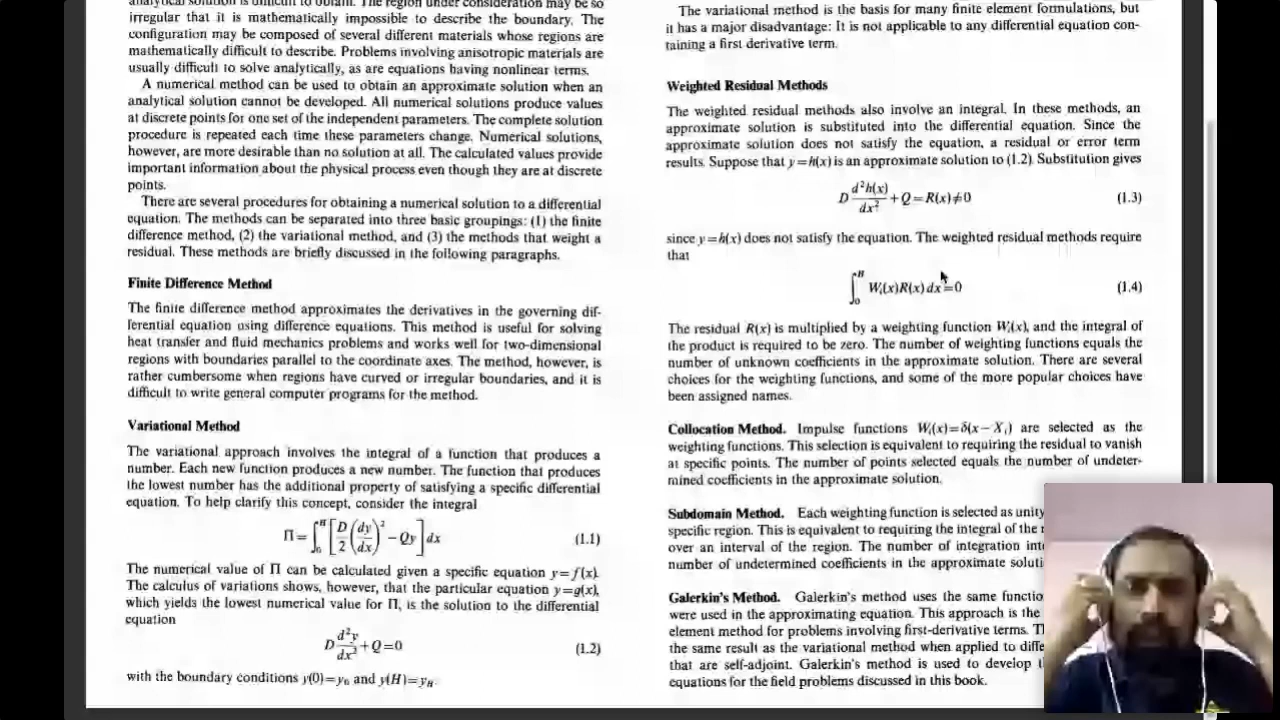 analytical solution is difficult to obtain. The region under consideration may be so
irregular that it is mathematically impossible to describe the boundary. The
configuration may be composed of several different materials whose regions are
mathematically difficult to describe. Problems involving anisotropic materials are
usually difficult to solve analytically, as are equations having nonlinear terms.
A numerical method can be used to obtain an approximate solution when an
analytical solution cannot be developed. All numerical solutions produce values
at discrete points for one set of the independent parameters. The complete solution
procedure is repeated each time these parameters change. Numerical solutions,
however, are more desirable than no solution at all. The calculated values provide
important information about the physical process even though they are at discrete
points.
There are several procedures for obtaining a numerical solution to a differential
equation. The methods can be separated into three basic groupings: (1) the finite
difference method, (2) the variational method, and (3) the methods that weight a
residual. These methods are briefly discussed in the following paragraphs.
Finite Difference Method
The finite difference method approximates the derivatives in the governing dif-
ferential equation using difference equations. This method is useful for solving
heat transfer and fluid mechanics problems and works well for two-dimensional
regions with boundaries parallel to the coordinate axes. The method, however, is
rather cumbersome when regions have curved or irregular boundaries, and it is
difficult to write general computer programs for the method.
Variational Method
The variational approach involves the integral of a function that produces a
number. Each new function produces a new number. The function that produces
the lowest number has the additional property of satisfying a specific differential
equation. To help clarify this concept, consider the integral
Π=∫₀ᴴ[D/2(dy/dx)²−Qy]dx (1.1)
The numerical value of Π can be calculated given a specific equation y=f(x).
The calculus of variations shows, however, that the particular equation y=g(x),
which yields the lowest numerical value for Π, is the solution to the differential
equation
D d²y/dx²+Q=0 (1.2)
with the boundary conditions y(0)=y₀ and y(H)=y_H.
The variational method is the basis for many finite element formulations, but
it has a major disadvantage: It is not applicable to any differential equation con-
taining a first derivative term.
Weighted Residual Methods
The weighted residual methods also involve an integral. In these methods, an
approximate solution is substituted into the differential equation. Since the
approximate solution does not satisfy the equation, a residual or error term
results. Suppose that y=h(x) is an approximate solution to (1.2). Substitution gives
D d²h(x)/dx²+Q=R(x)≠0 (1.3)
since y=h(x) does not satisfy the equation. The weighted residual methods require
that
∫₀ᴴ Wᵢ(x)R(x)dx=0 (1.4)
The residual R(x) is multiplied by a weighting function Wᵢ(x), and the integral of
the product is required to be zero. The number of weighting functions equals the
number of unknown coefficients in the approximate solution. There are several
choices for the weighting functions, and some of the more popular choices have
been assigned names.
Collocation Method. Impulse functions Wᵢ(x)=δ(x−Xᵢ) are selected as the
weighting functions. This selection is equivalent to requiring the residual to vanish
at specific points. The number of points selected equals the number of undeter-
mined coefficients in the approximate solution.
Subdomain Method. Each weighting function is selected as unity
specific region. This is equivalent to requiring the integral of the
over an interval of the region. The number of integration
number of undetermined coefficients in the approximate
Galerkin's Method. Galerkin's method uses the same
were used in the approximating equation. This approach is the
element method for problems involving first-derivative terms.
the same result as the variational method when applied to
that are self-adjoint. Galerkin's method is used to develop
equations for the field problems discussed in this book.